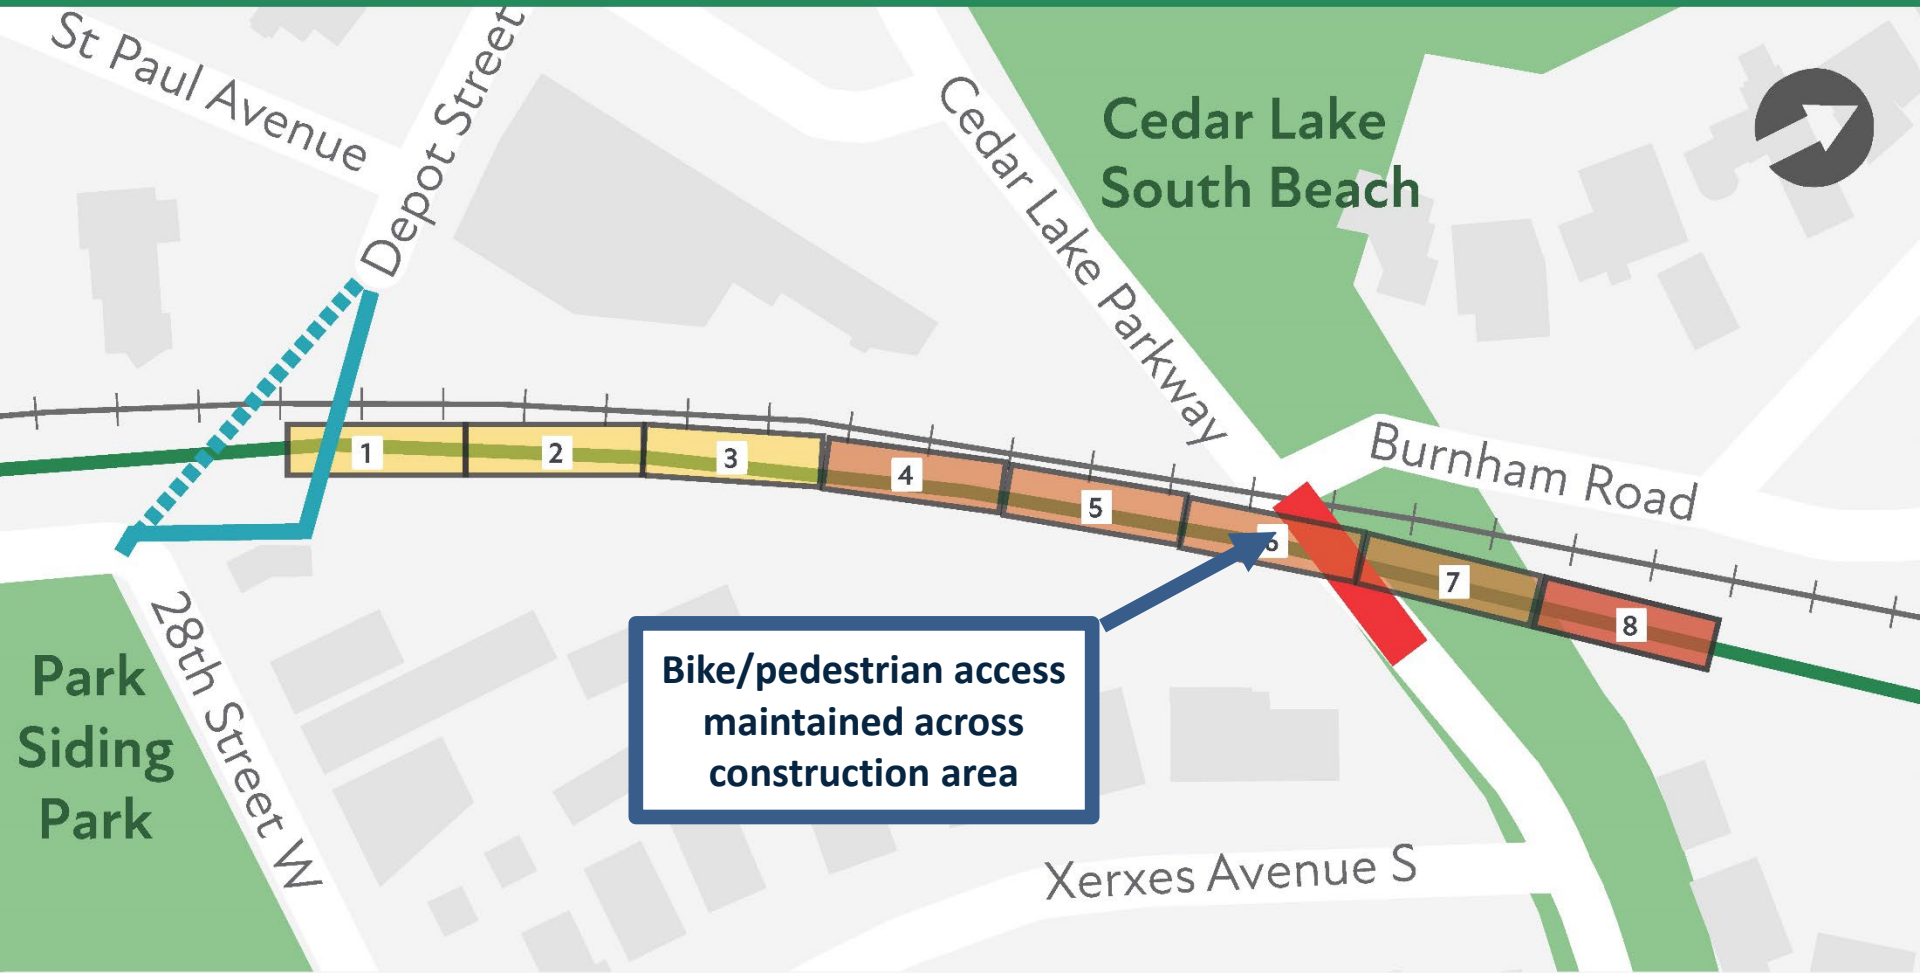 St Paul Avenue
Depot Street
Cedar Lake Parkway
Cedar Lake
South Beach
Burnham Road
1
2
3
4
5
6
7
8
Bike/pedestrian access
maintained across
construction area
Park
Siding
Park
28th Street W
Xerxes Avenue S